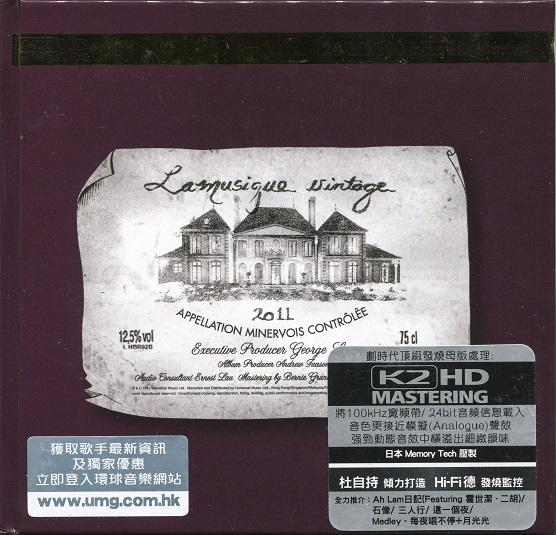 K2HD
24
La musique vintage
2011
APPELLATION MINERVOIS CONTRÔLÉE
12,5% vol
75 cl
L HBR92B
Executive Producer George
Album Producer Andrew
Audio Consultant Ernest Lau Mastering by Bernie
劃時代頂級發燒母版處理:
K2 HD
MASTERING
將100kHz寬頻帶/24bit音頻信息載入
音色更接近模擬(Analogue)聲效
強勁動態音效中橫溢出細緻韻味
日本 Memory Tech 壓製
杜自持 傾力打造 Hi-Fi德 發燒監控
全力推介: Ah Lam日記(Featuring 霍世潔·二胡)/
石像/ 三人行/ 這一個夜/
Medley - 每夜唱不停+月光光
獲取歌手最新資訊
及獨家優惠
立即登入環球音樂網站
www.umg.com.hk